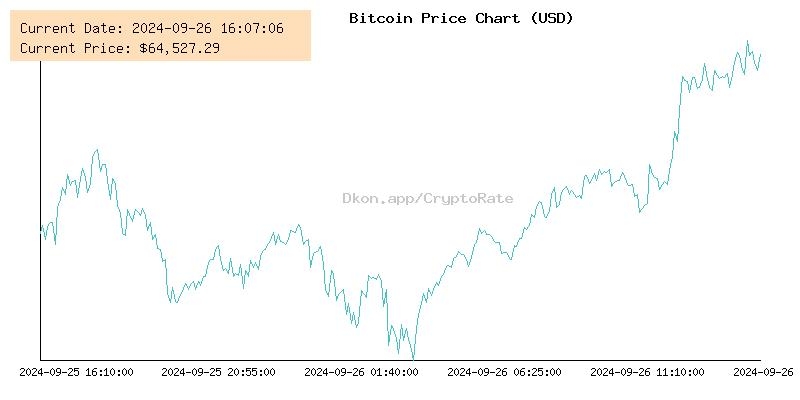 Bitcoin Price Chart (USD)
Current Date: 2024-09-26 16:07:06
Current Price: $64,527.29
Dkon.app/CryptoRate
2024-09-25 16:10:00 2024-09-25 20:55:00 2024-09-26 01:40:00 2024-09-26 06:25:00 2024-09-26 11:10:00 2024-09-26